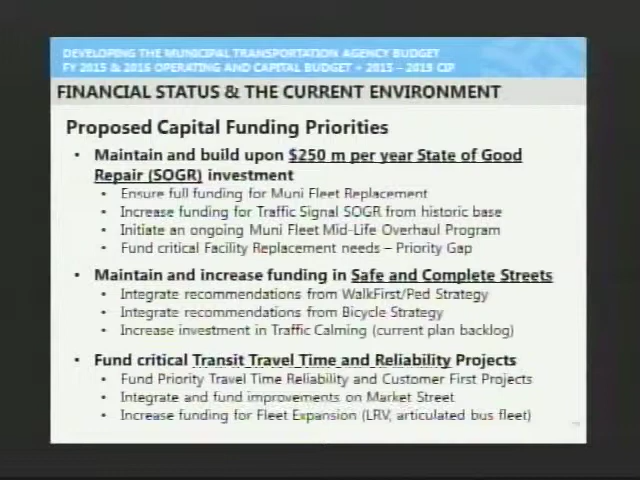 DEVELOPING THE MUNICIPAL TRANSPORTATION AGENCY BUDGET
FY 2015 & 2016 OPERATING AND CAPITAL BUDGET + 2015 – 2019 CIP
FINANCIAL STATUS & THE CURRENT ENVIRONMENT
Proposed Capital Funding Priorities
• Maintain and build upon $250 m per year State of Good
Repair (SOGR) investment
• Ensure full funding for Muni Fleet Replacement
• Increase funding for Traffic Signal SOGR from historic base
• Initiate an ongoing Muni Fleet Mid-Life Overhaul Program
• Fund critical Facility Replacement needs – Priority Gap
• Maintain and increase funding in Safe and Complete Streets
• Integrate recommendations from WalkFirst/Ped Strategy
• Integrate recommendations from Bicycle Strategy
• Increase investment in Traffic Calming (current plan backlog)
• Fund critical Transit Travel Time and Reliability Projects
• Fund Priority Travel Time Reliability and Customer First Projects
• Integrate and fund improvements on Market Street
• Increase funding for Fleet Expansion (LRV, articulated bus fleet)